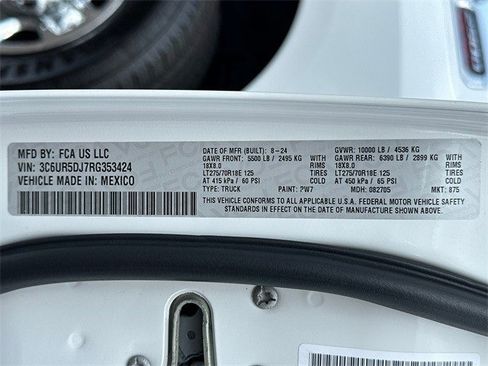 MFD BY: FCA US LLC
VIN: 3C6UR5DJ7RG353424
VEHICLE MADE IN: MEXICO
DATE OF MFR (BUILT): 8-24 GVWR: 10000 LB / 4536 KG
GAWR FRONT: 5500 LB / 2495 KG WITH GAWR REAR: 6390 LB / 2899 KG WITH
18X8.0 RIMS 18X8.0 RIMS
LT275/70R18E 125 TIRES LT275/70R18E 125 TIRES
AT 415 kPa / 60 PSI COLD AT 450 kPa / 65 PSI COLD
TYPE: TRUCK PAINT: PW7 MDH: 082705 MKT: 875
THIS VEHICLE CONFORMS TO ALL APPLICABLE U.S.A. FEDERAL MOTOR VEHICLE SAFETY
STANDARDS IN EFFECT ON THE DATE OF MANUFACTURE SHOWN ABOVE.